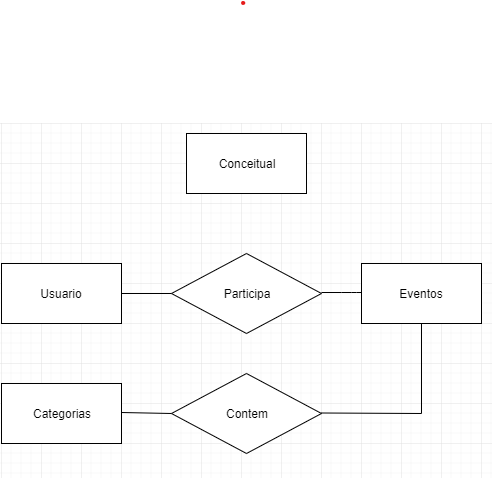 Conceitual
Usuario
Participa
Eventos
Categorias
Contem